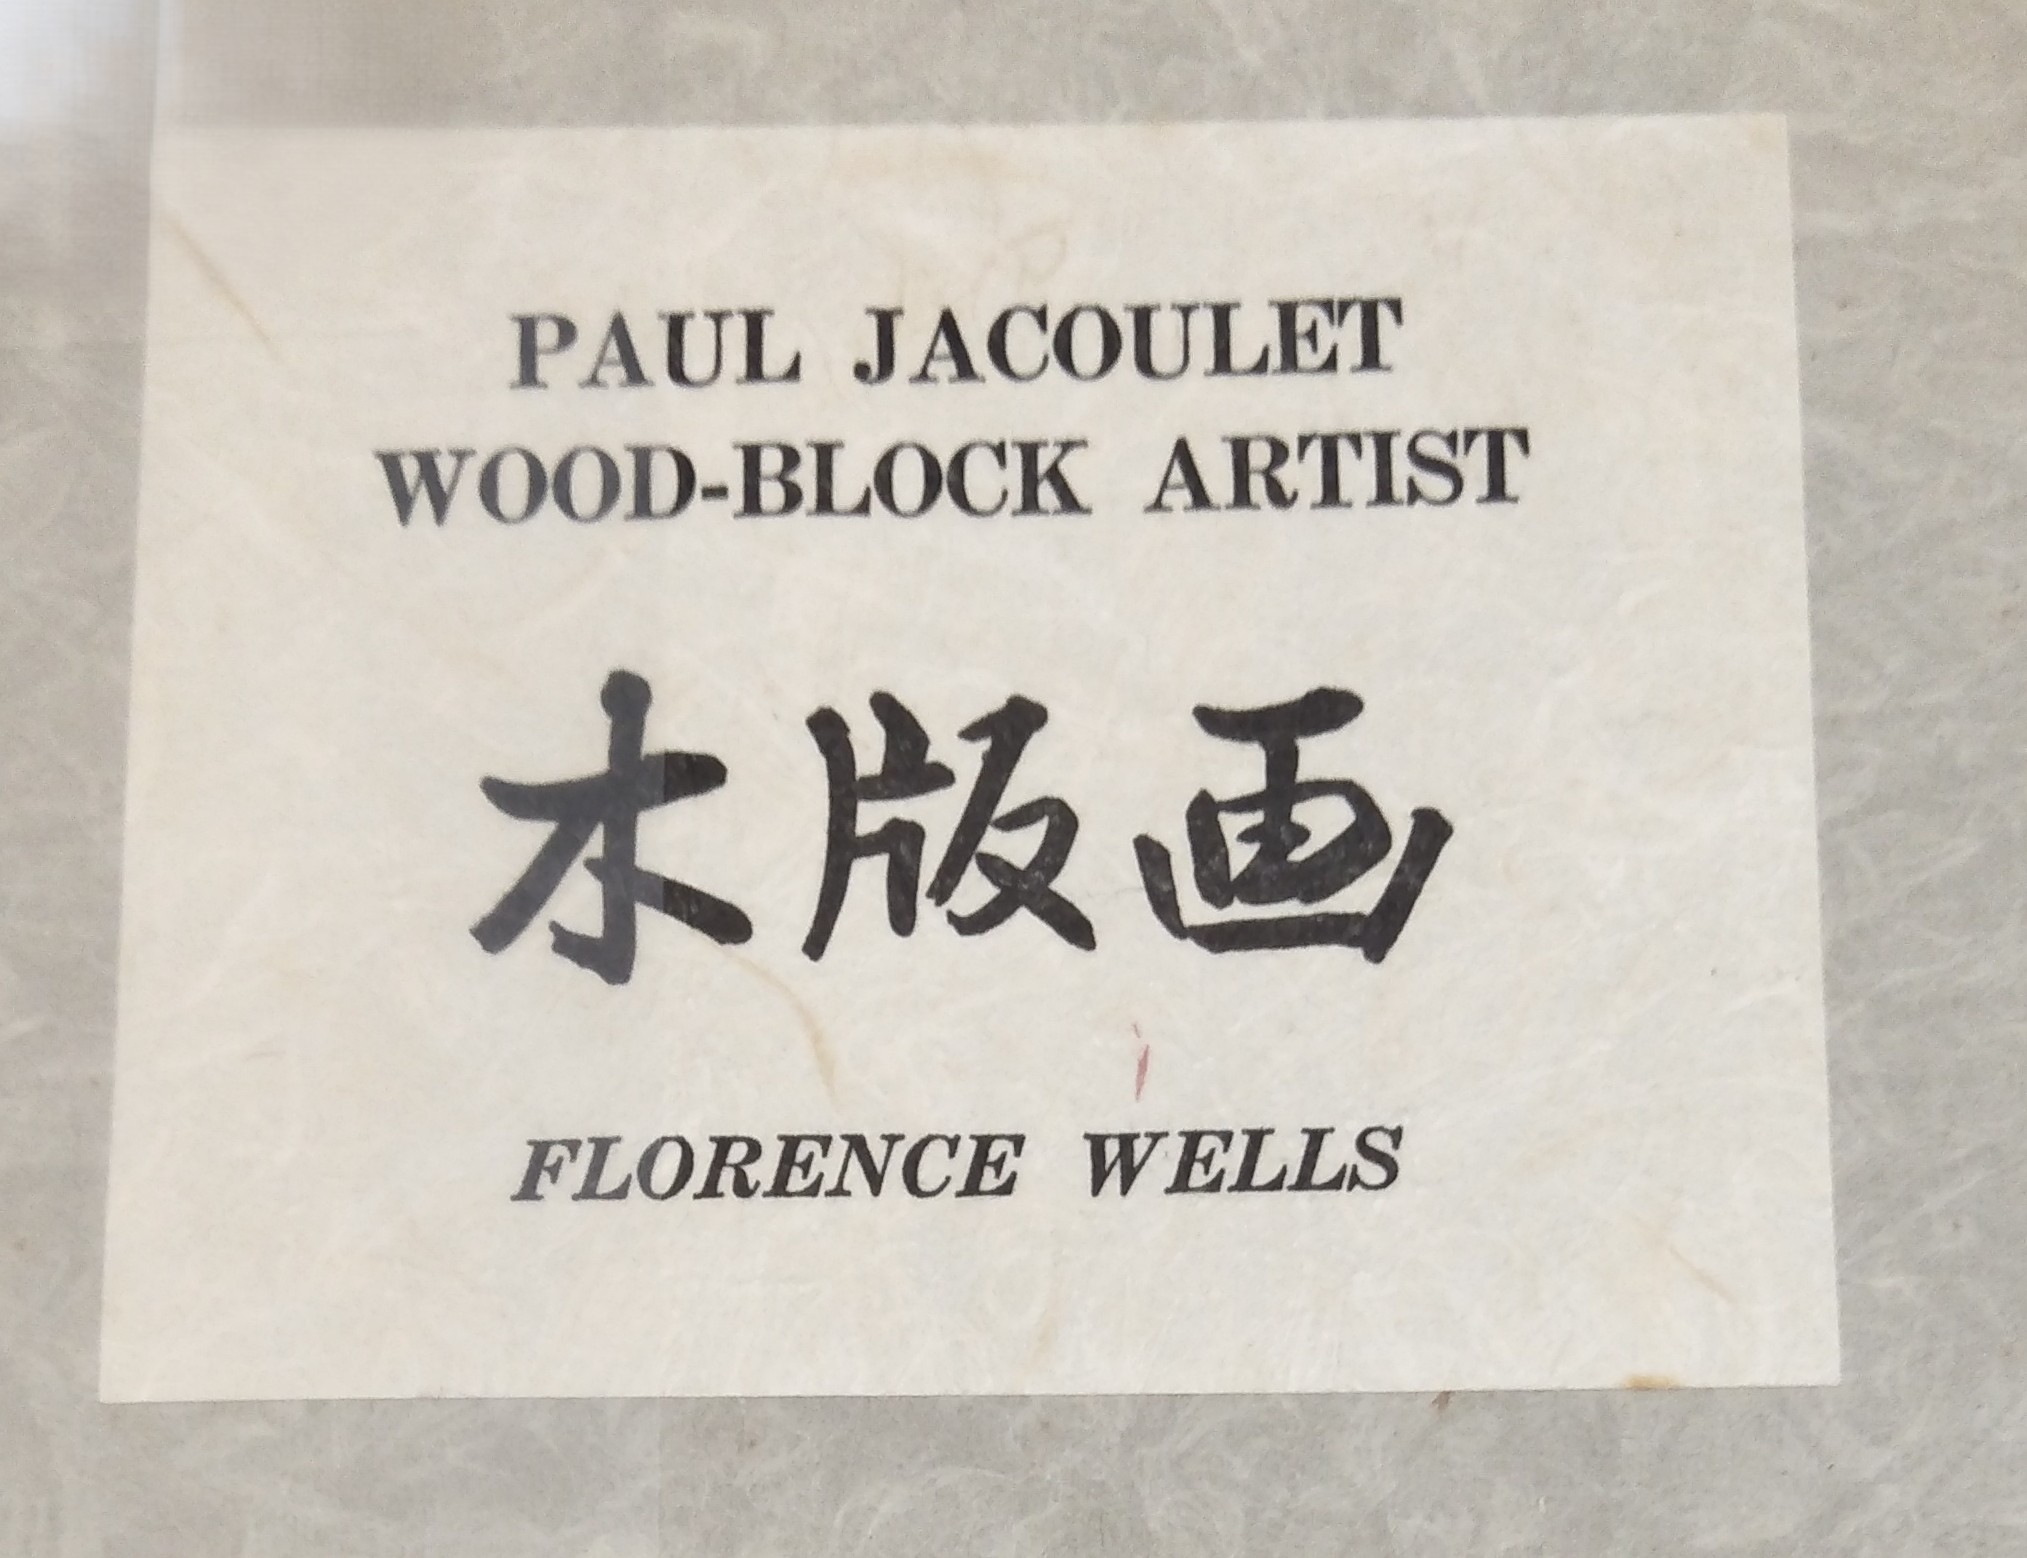 PAUL JACOULET
WOOD-BLOCK ARTIST
木版画
FLORENCE WELLS